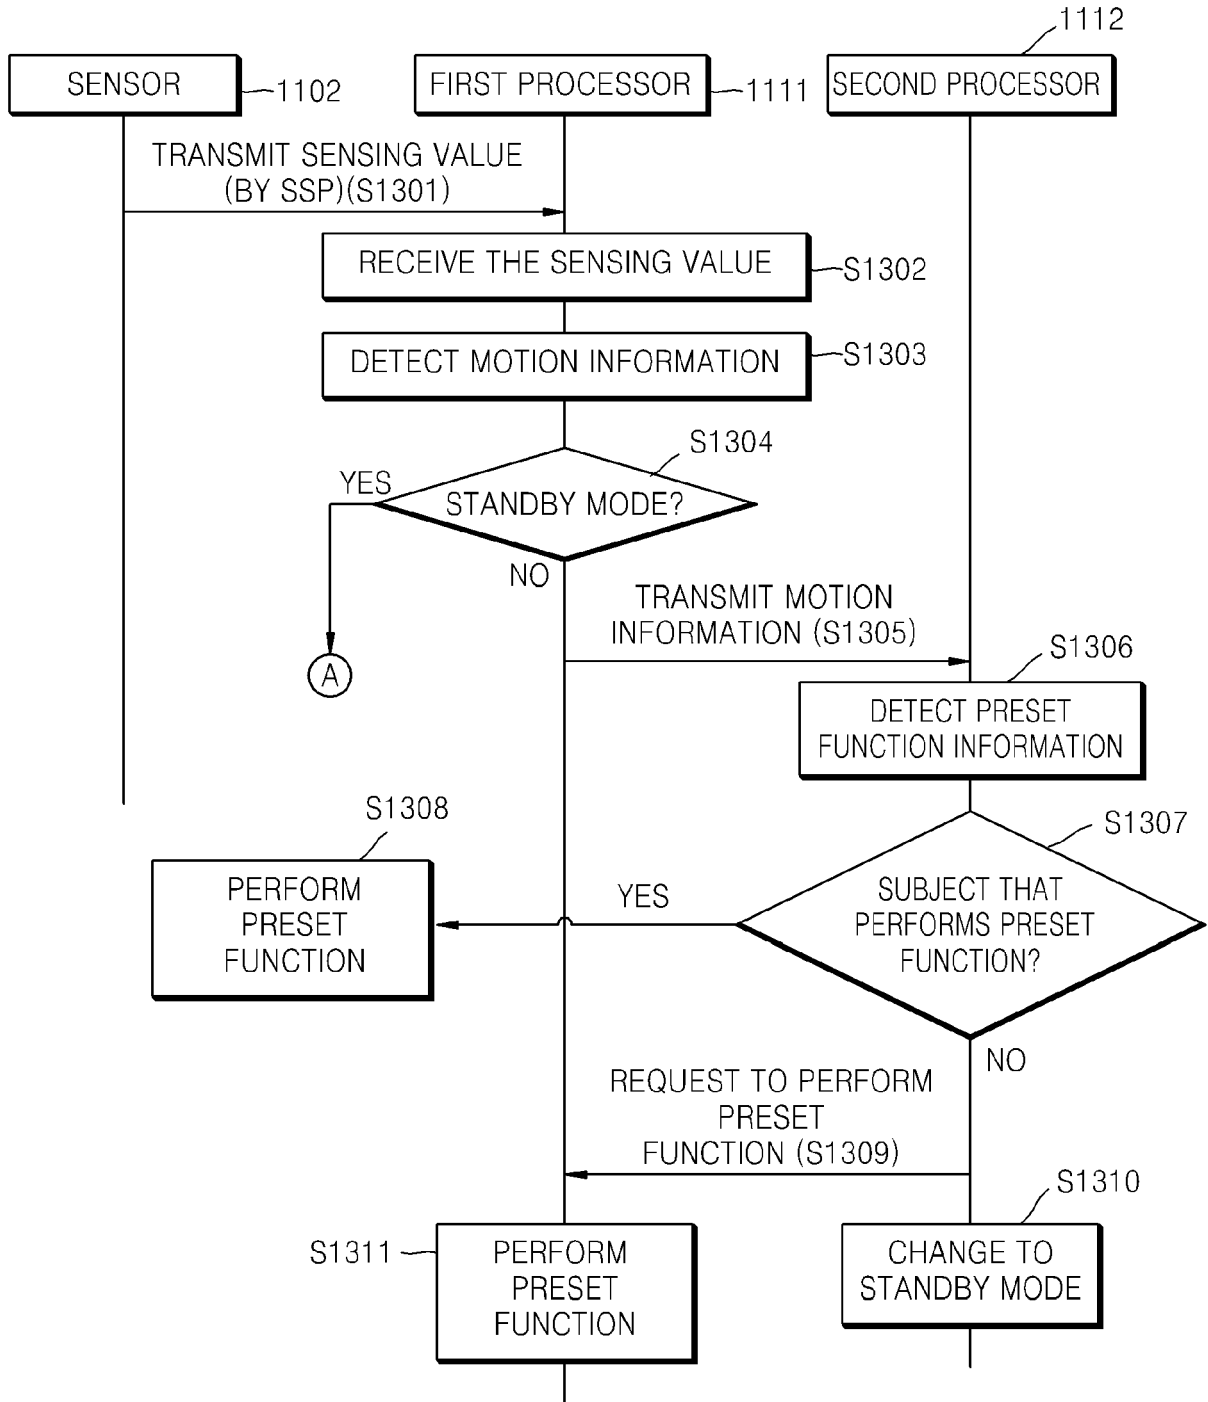 1112
SENSOR
1102
FIRST PROCESSOR
1111
SECOND PROCESSOR
TRANSMIT SENSING VALUE
(BY SSP)(S1301)
RECEIVE THE SENSING VALUE
S1302
DETECT MOTION INFORMATION
S1303
S1304
YES
STANDBY MODE?
NO
TRANSMIT MOTION
INFORMATION (S1305)
A
S1306
DETECT PRESET
FUNCTION INFORMATION
S1308
S1307
PERFORM
PRESET
FUNCTION
YES
SUBJECT THAT
PERFORMS PRESET
FUNCTION?
NO
REQUEST TO PERFORM
PRESET
FUNCTION (S1309)
S1310
S1311
PERFORM
PRESET
FUNCTION
CHANGE TO
STANDBY MODE